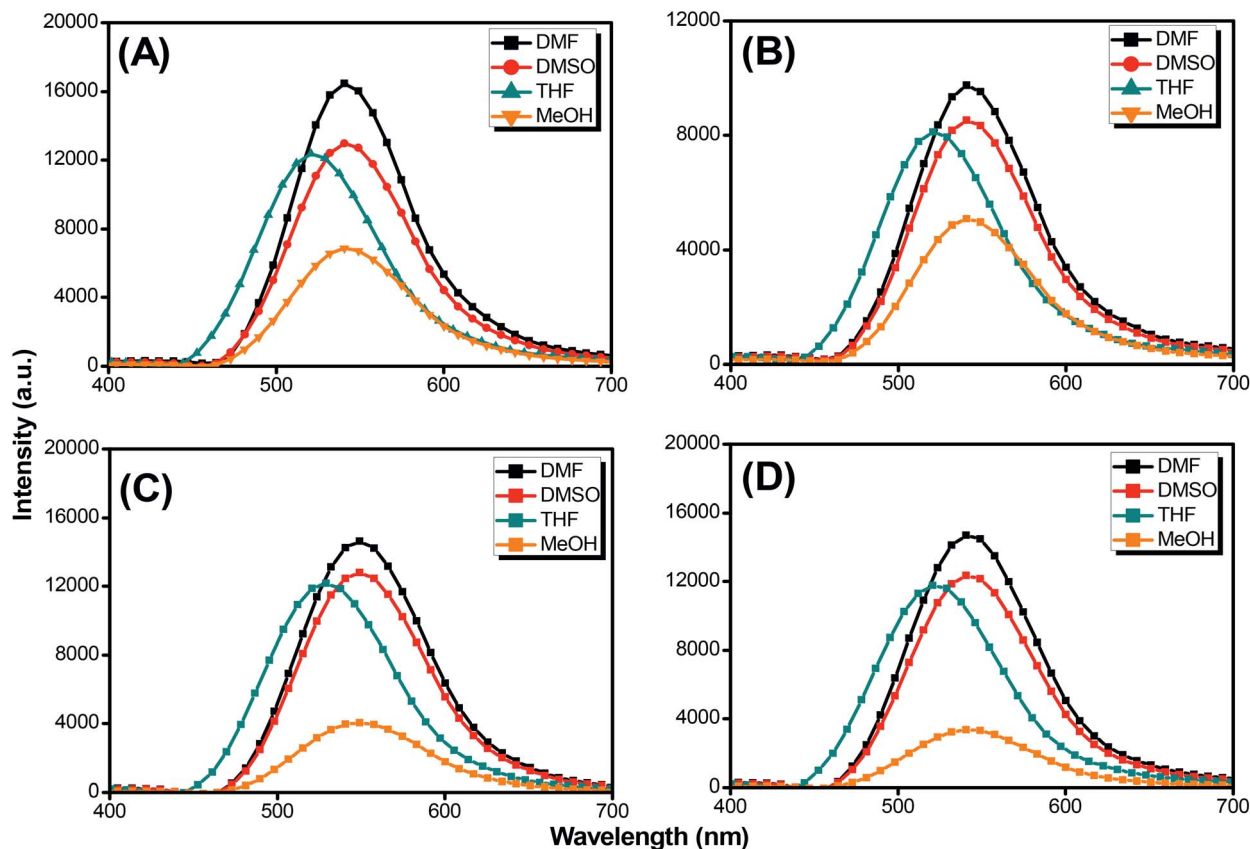 (A)
20000
16000
12000
8000
4000
0
400
500
600
700
DMF
DMSO
THF
MeOH
(B)
12000
8000
4000
0
400
500
600
700
DMF
DMSO
THF
MeOH
(C)
20000
16000
12000
8000
4000
0
400
500
600
700
DMF
DMSO
THF
MeOH
(D)
20000
16000
12000
8000
4000
0
400
500
600
700
DMF
DMSO
THF
MeOH
Intensity (a.u.)
Wavelength (nm)